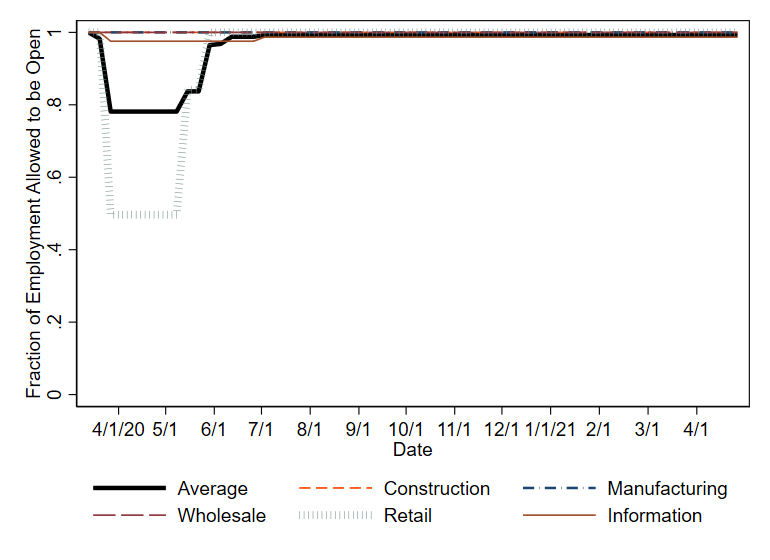 Fraction of Employment Allowed to be Open
1
.8
.6
.4
.2
0
4/1/20 5/1 6/1 7/1 8/1 9/1 10/1 11/1 12/1 1/1/21 2/1 3/1 4/1
Date
Average Construction Manufacturing
Wholesale Retail Information